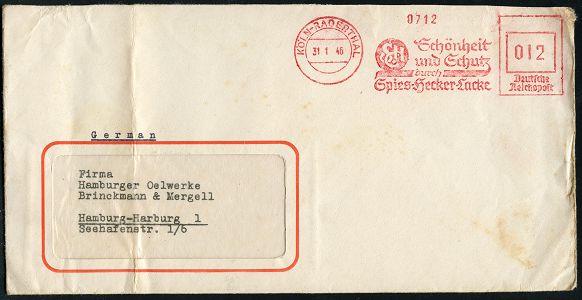 0712
KÖLN-RADERTHAL
31 1 46
Schönheit
und Schutz
durch
Spies-Hecker-Lacke
012
Deutsche
Reichspost
German
Firma
Hamburger Oelwerke
Brinckmann & Mergell
Hamburg-Harburg 1
Seehafenstr. 1/6